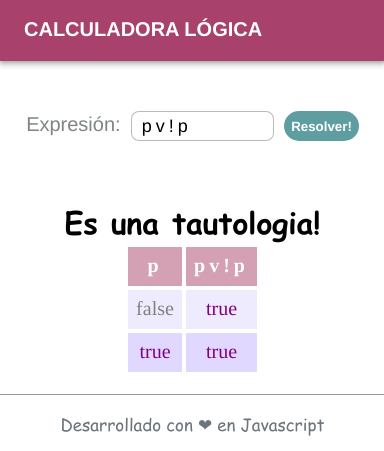 CALCULADORA LÓGICA
Expresión: p v ! p Resolver!
Es una tautologia!
p p v ! p
false true
true true
Desarrollado con ❤ en Javascript